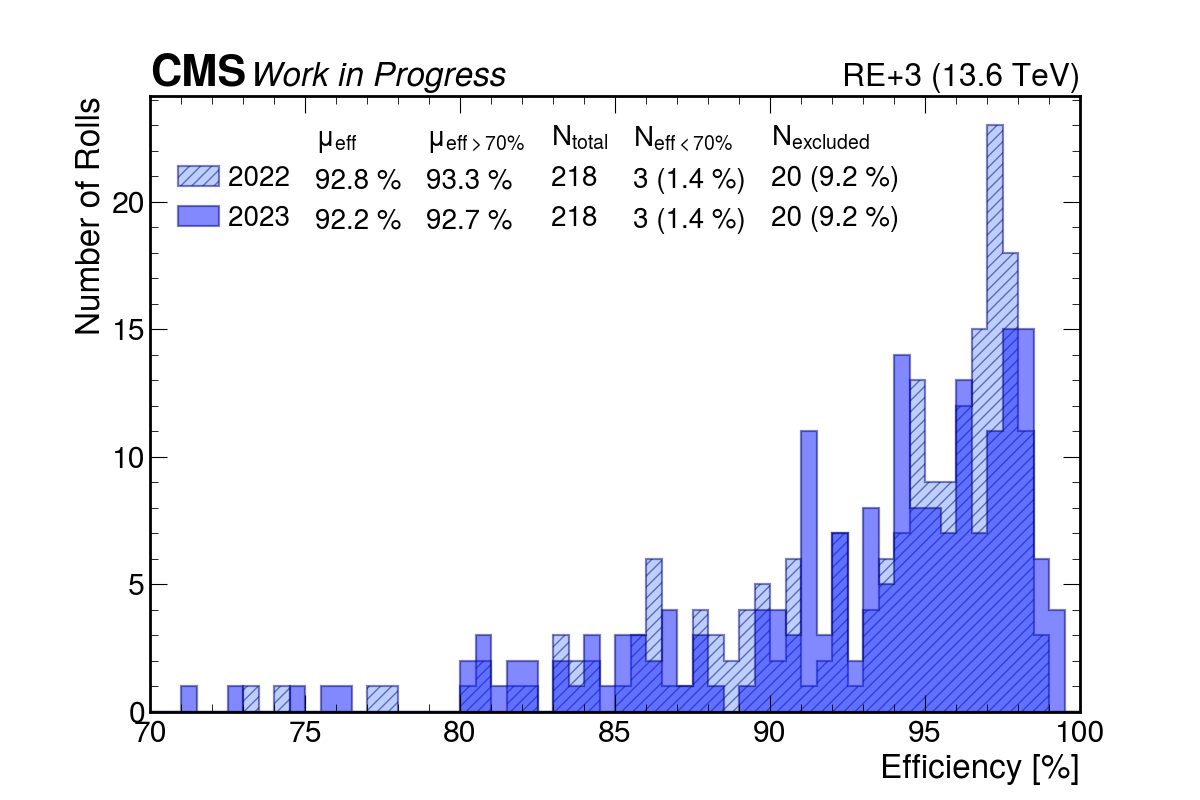 CMS Work in Progress RE+3 (13.6 TeV)
Number of Rolls
μeff μeff > 70% Ntotal Neff < 70% Nexcluded
2022 92.8 % 93.3 % 218 3 (1.4 %) 20 (9.2 %)
2023 92.2 % 92.7 % 218 3 (1.4 %) 20 (9.2 %)
20
15
10
5
0
70 75 80 85 90 95 100
Efficiency [%]